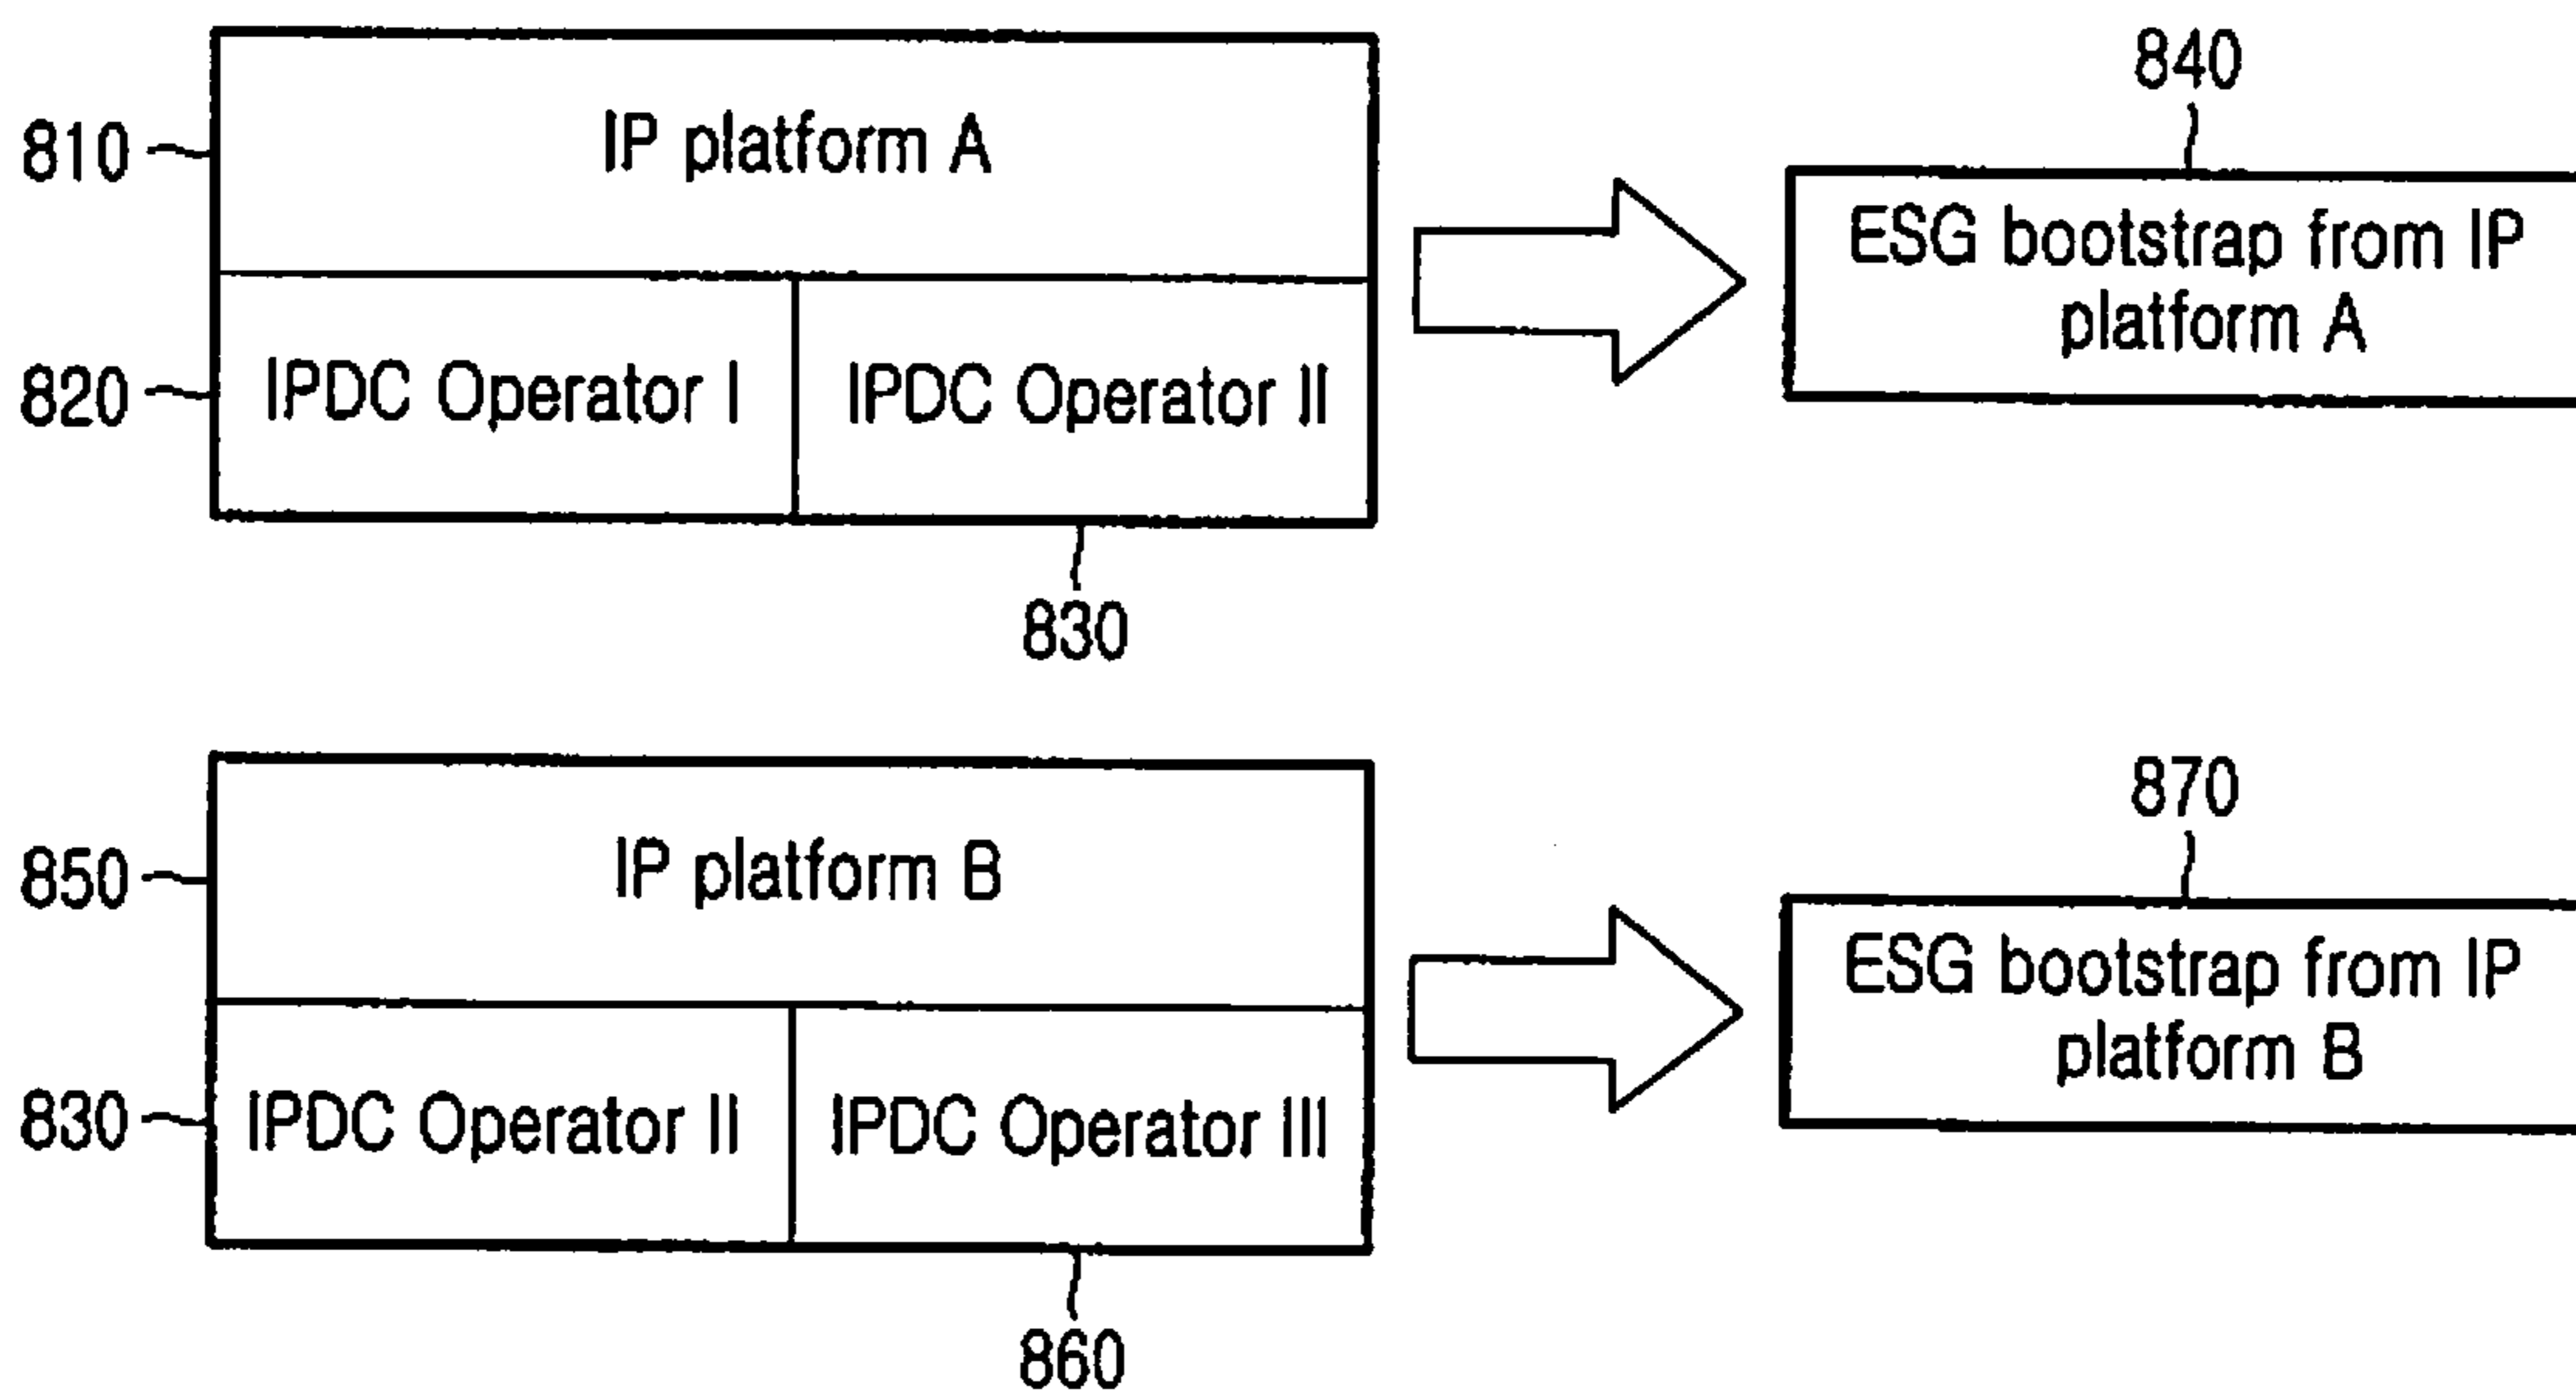 840
IP platform A
810
ESG bootstrap from IP
platform A
820
IPDC Operator I
IPDC Operator II
830
870
IP platform B
850
ESG bootstrap from IP
platform B
830
IPDC Operator II
IPDC Operator III
860